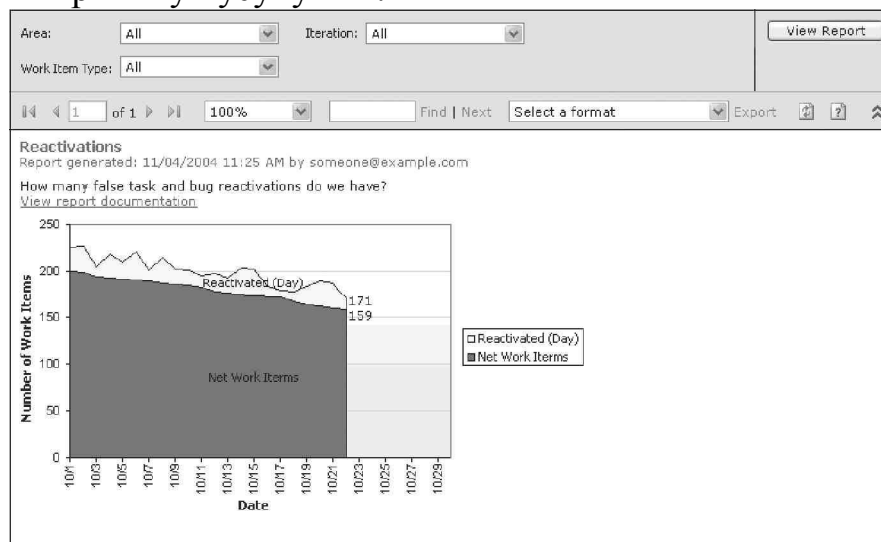 Area: All Iteration: All View Report
Work Item Type: All
1 of 1 100% Find | Next Select a format Export
Reactivations
Report generated: 11/04/2004 11:25 AM by someone@example.com
How many false task and bug reactivations do we have?
View report documentation
250
200
150
100
50
0
Number of Work Items
Reactivated (Day)
171
159
Net Work Iterms
Reactivated (Day)
Net Work Iterms
10/1 10/3 10/5 10/7 10/9 10/11 10/13 10/15 10/17 10/19 10/21 10/23 10/25 10/27 10/29
Date